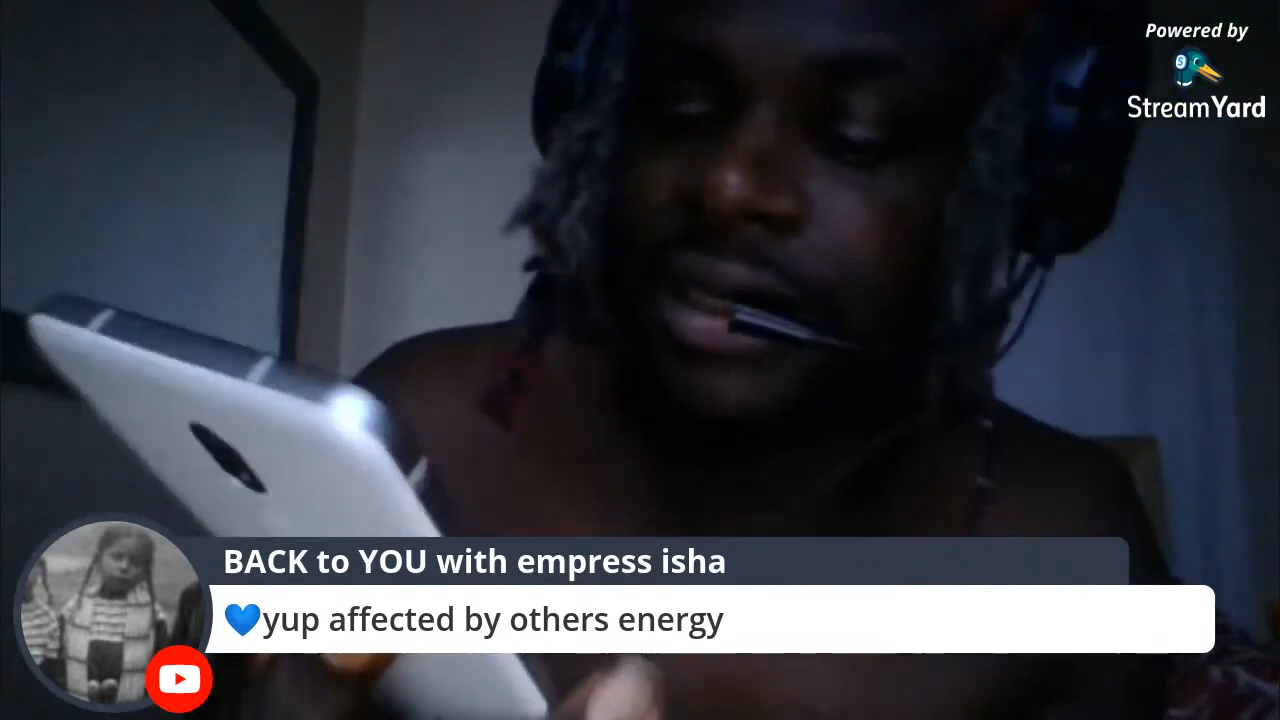 Powered by
StreamYard
BACK to YOU with empress isha
💙yup affected by others energy